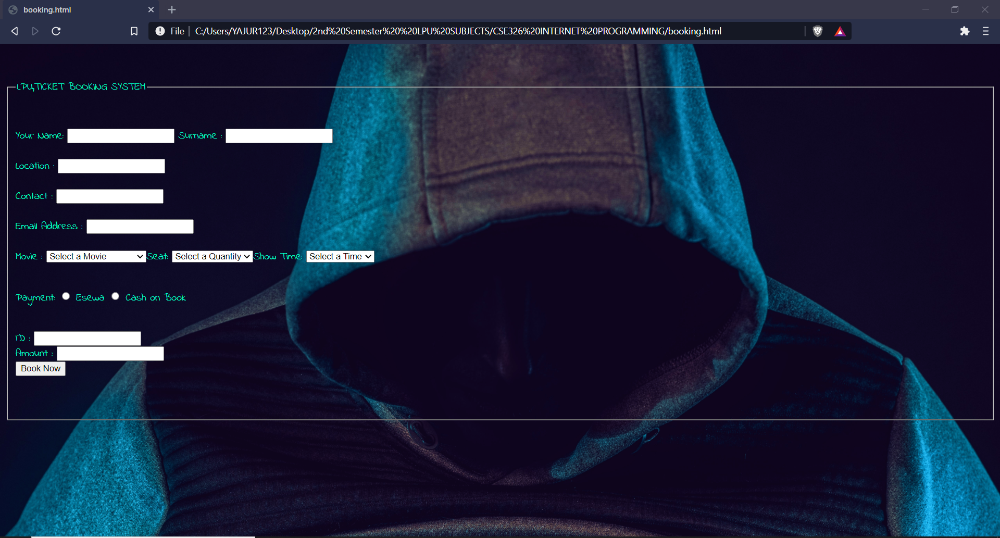 booking.html
File C:/Users/YAJUR123/Desktop/2nd%20Semester%20%20LPU%20SUBJECTS/CSE326%20INTERNET%20PROGRAMMING/booking.html
LPU,TICKET BOOKING SYSTEM
Your Name: Surname :
Location :
Contact :
Email Address :
Movie : Select a Movie Seat: Select a Quantity Show Time: Select a Time
Payment: Esewa Cash on Book
ID :
Amount :
Book Now